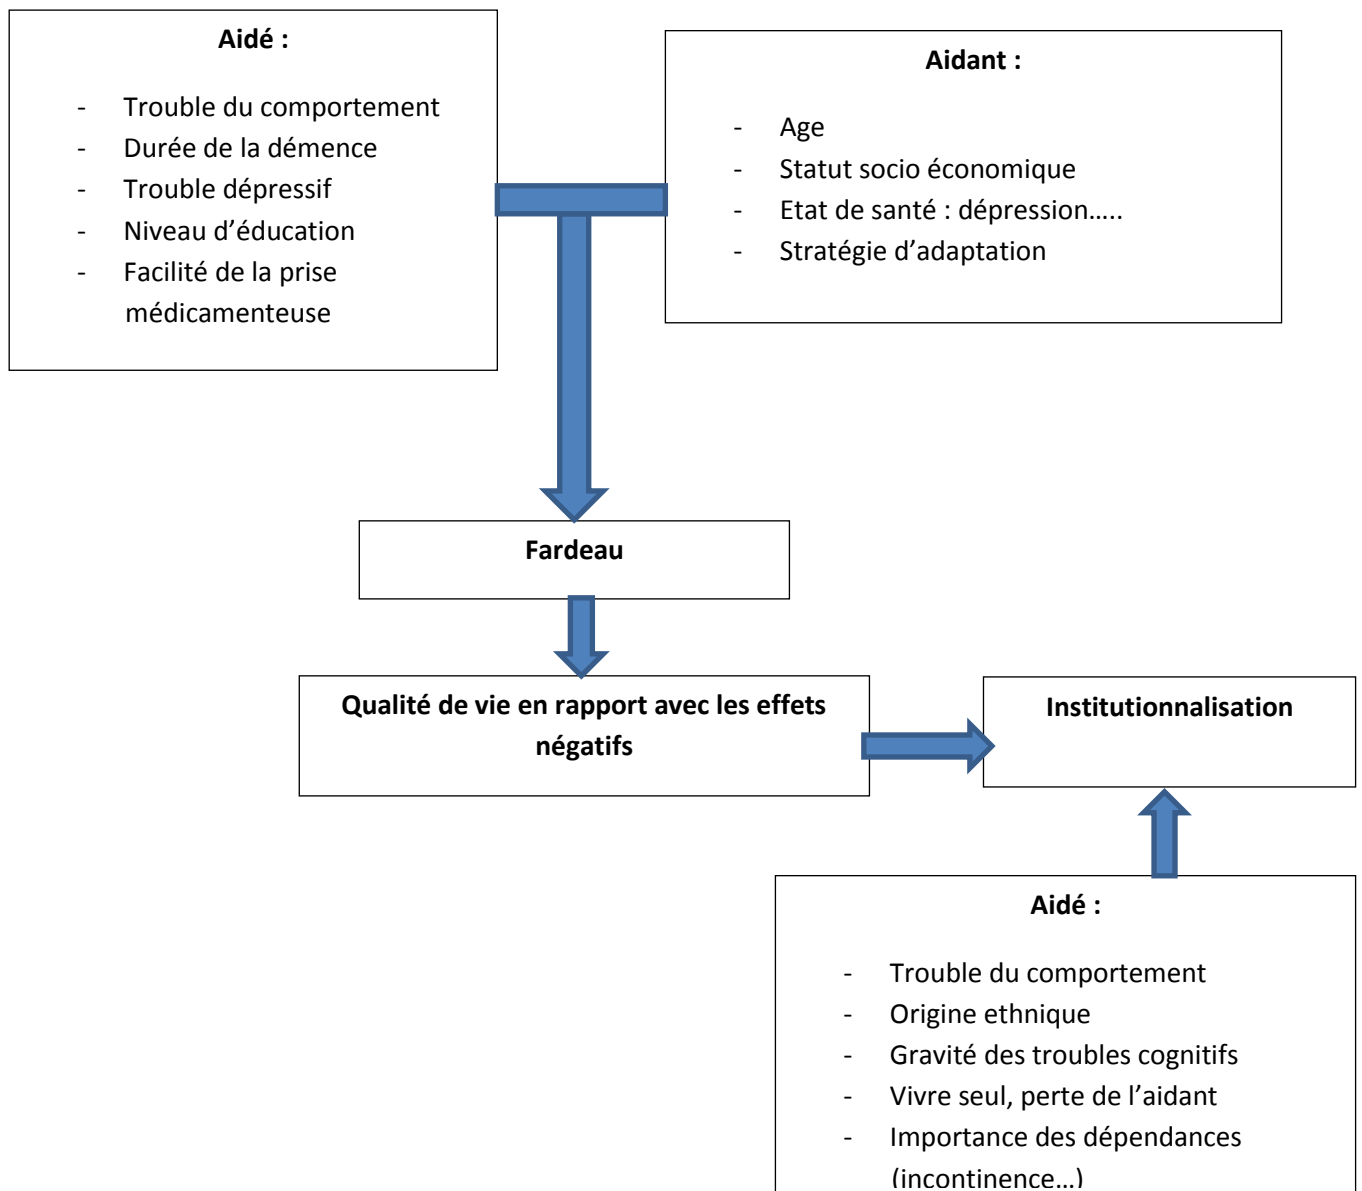 Aidé :
- Trouble du comportement
- Durée de la démence
- Trouble dépressif
- Niveau d’éducation
- Facilité de la prise
médicamenteuse
Aidant :
- Age
- Statut socio économique
- Etat de santé : dépression…..
- Stratégie d’adaptation
Fardeau
Qualité de vie en rapport avec les effets
négatifs
Institutionnalisation
Aidé :
- Trouble du comportement
- Origine ethnique
- Gravité des troubles cognitifs
- Vivre seul, perte de l’aidant
- Importance des dépendances
(incontinence…)